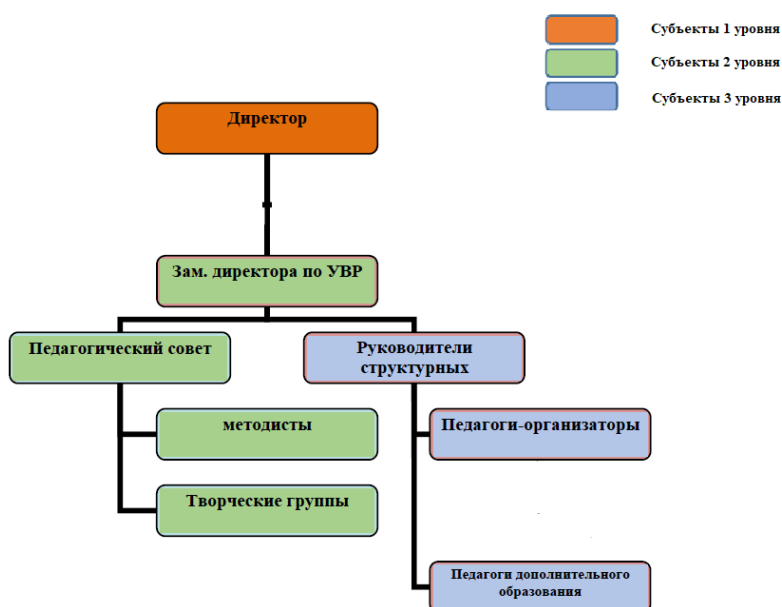 Субъекты 1 уровня
Субъекты 2 уровня
Субъекты 3 уровня
Директор
Зам. директора по УВР
Педагогический совет
Руководители
структурных
методисты
Педагоги-организаторы
Творческие группы
Педагоги дополнительного
образования